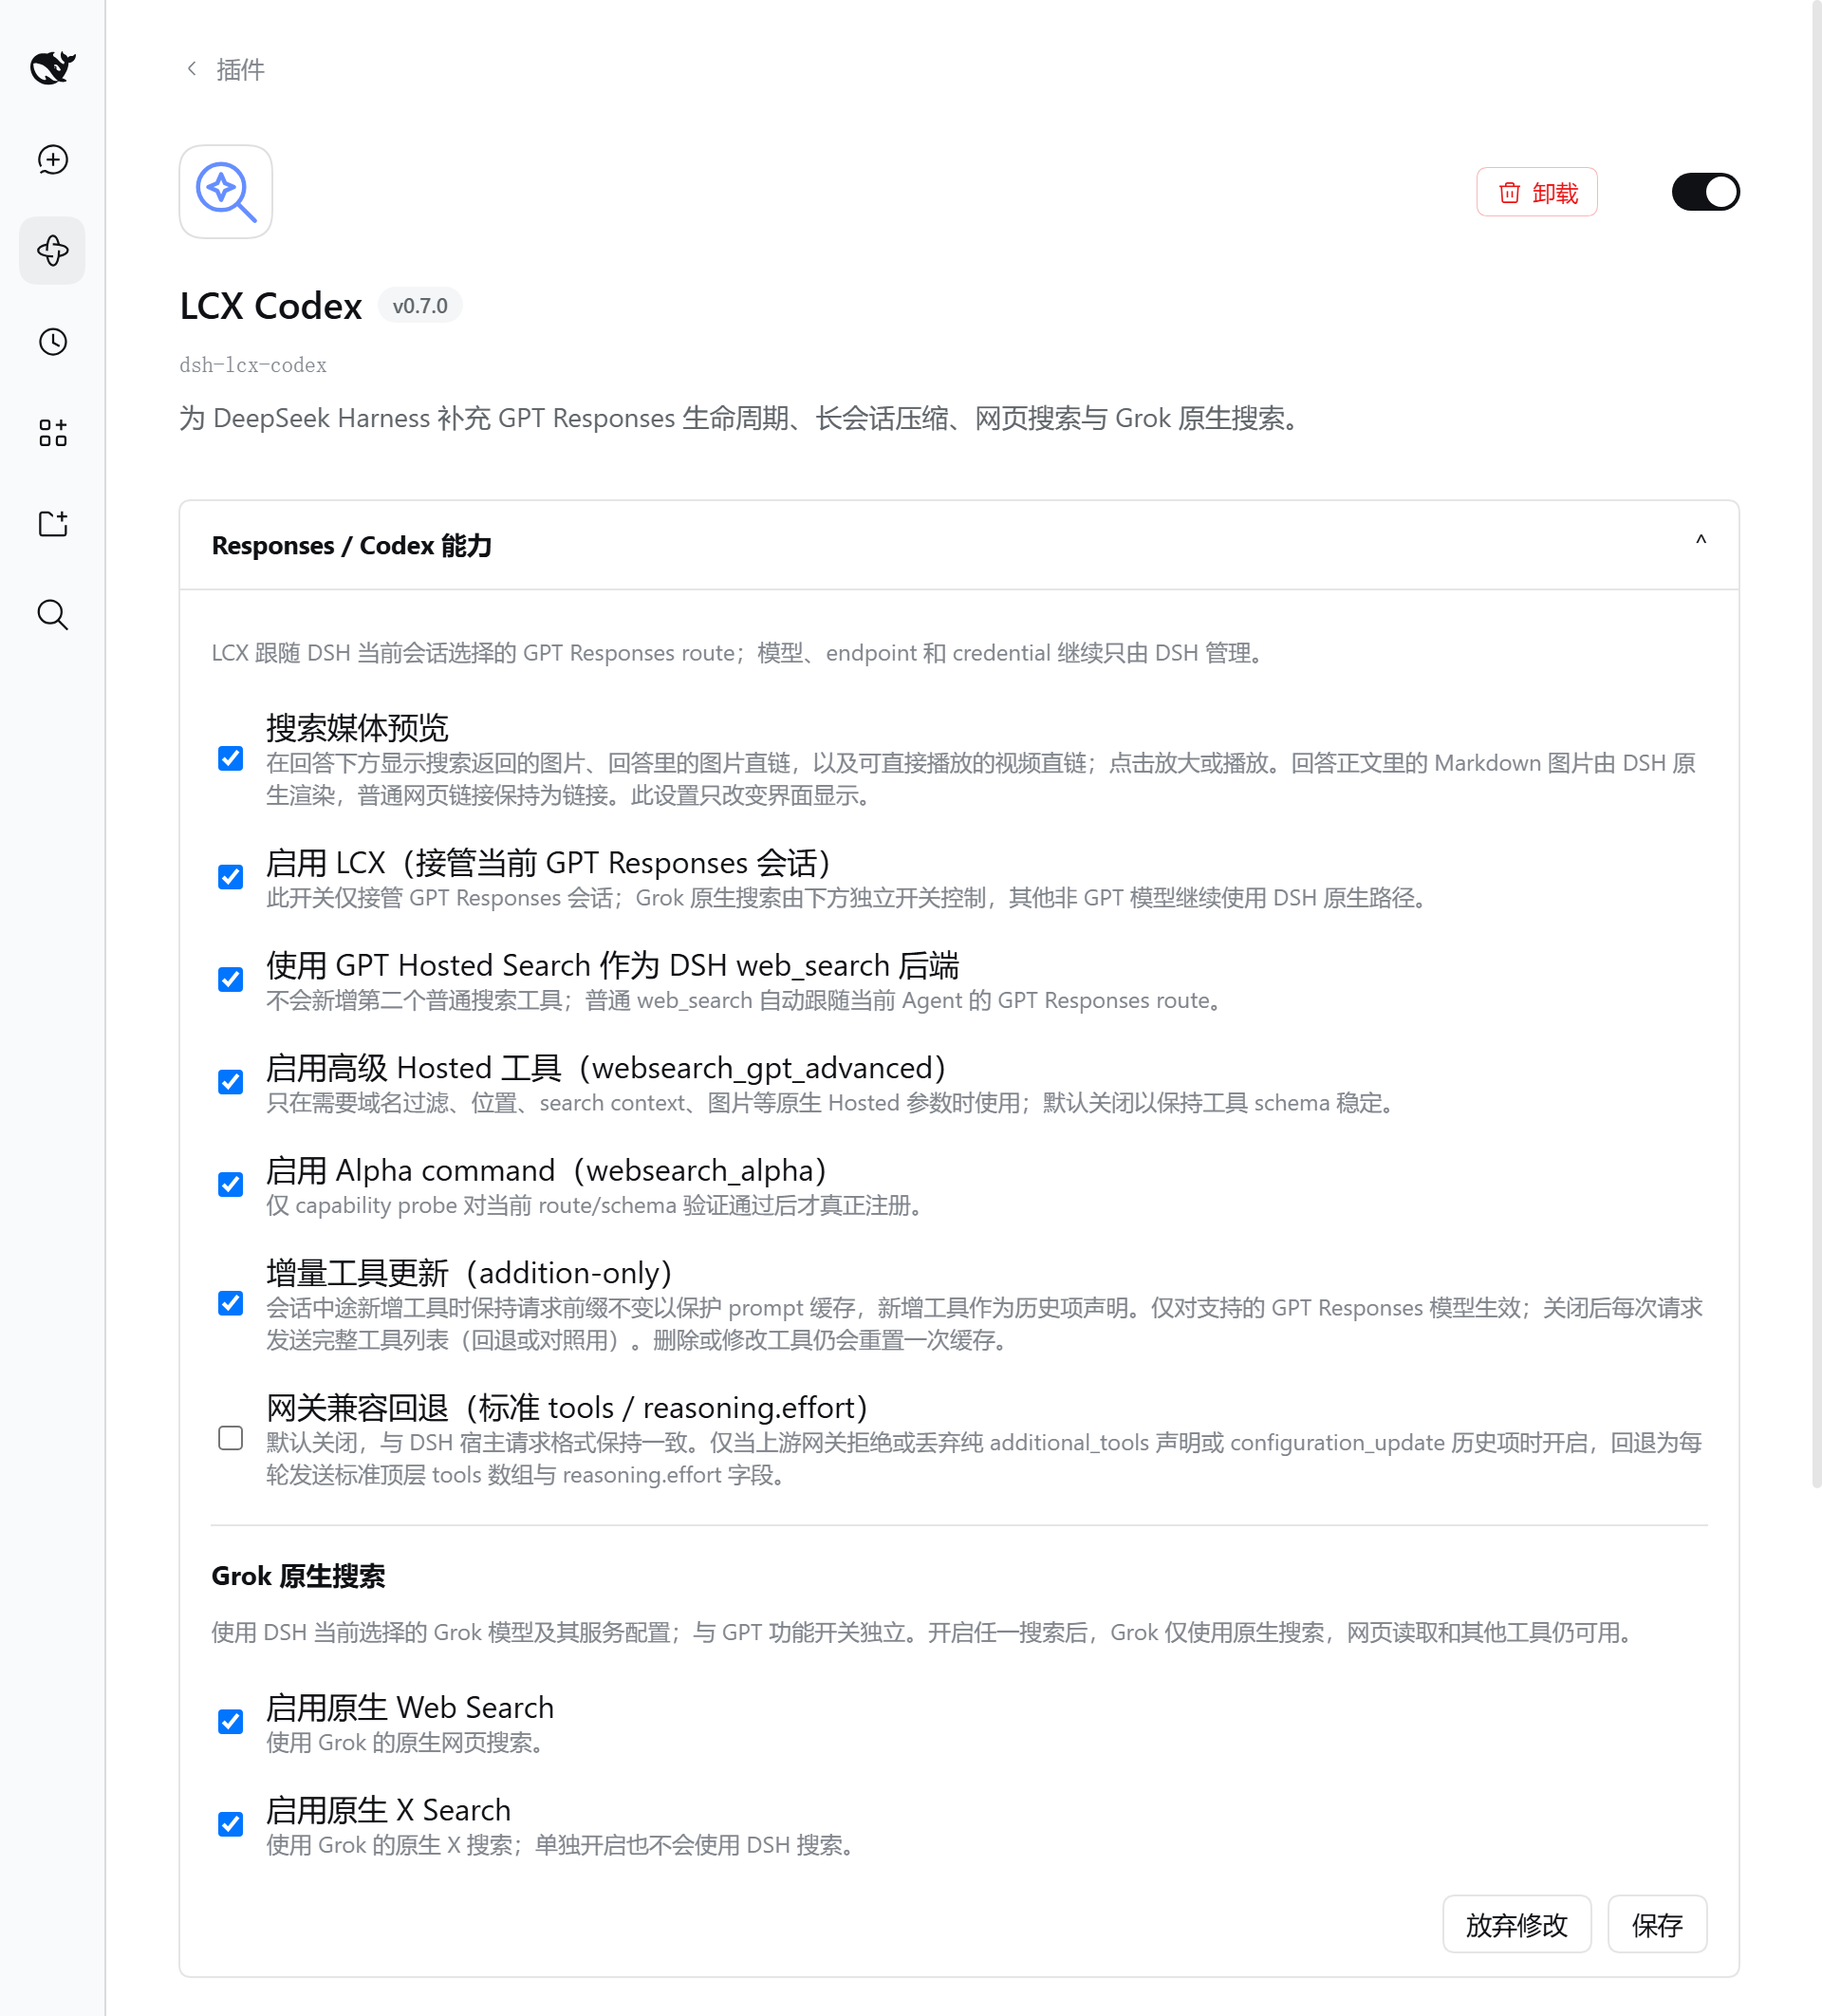 插件
卸载
LCX Codex v0.7.0
dsh-lcx-codex
为 DeepSeek Harness 补充 GPT Responses 生命周期、长会话压缩、网页搜索与 Grok 原生搜索。
Responses / Codex 能力
LCX 跟随 DSH 当前会话选择的 GPT Responses route；模型、endpoint 和 credential 继续只由 DSH 管理。
搜索媒体预览
在回答下方显示搜索返回的图片、回答里的图片直链，以及可直接播放的视频直链；点击放大或播放。回答正文里的 Markdown 图片由 DSH 原
生渲染，普通网页链接保持为链接。此设置只改变界面显示。
启用 LCX（接管当前 GPT Responses 会话）
此开关仅接管 GPT Responses 会话；Grok 原生搜索由下方独立开关控制，其他非 GPT 模型继续使用 DSH 原生路径。
使用 GPT Hosted Search 作为 DSH web_search 后端
不会新增第二个普通搜索工具；普通 web_search 自动跟随当前 Agent 的 GPT Responses route。
启用高级 Hosted 工具（websearch_gpt_advanced）
只在需要域名过滤、位置、search context、图片等原生 Hosted 参数时使用；默认关闭以保持工具 schema 稳定。
启用 Alpha command（websearch_alpha）
仅 capability probe 对当前 route/schema 验证通过后才真正注册。
增量工具更新（addition-only）
会话中途新增工具时保持请求前缀不变以保护 prompt 缓存，新增工具作为历史项声明。仅对支持的 GPT Responses 模型生效；关闭后每次请求
发送完整工具列表（回退或对照用）。删除或修改工具仍会重置一次缓存。
网关兼容回退（标准 tools / reasoning.effort）
默认关闭，与 DSH 宿主请求格式保持一致。仅当上游网关拒绝或丢弃纯 additional_tools 声明或 configuration_update 历史项时开启，回退为每
轮发送标准顶层 tools 数组与 reasoning.effort 字段。
Grok 原生搜索
使用 DSH 当前选择的 Grok 模型及其服务配置；与 GPT 功能开关独立。开启任一搜索后，Grok 仅使用原生搜索，网页读取和其他工具仍可用。
启用原生 Web Search
使用 Grok 的原生网页搜索。
启用原生 X Search
使用 Grok 的原生 X 搜索；单独开启也不会使用 DSH 搜索。
放弃修改 保存